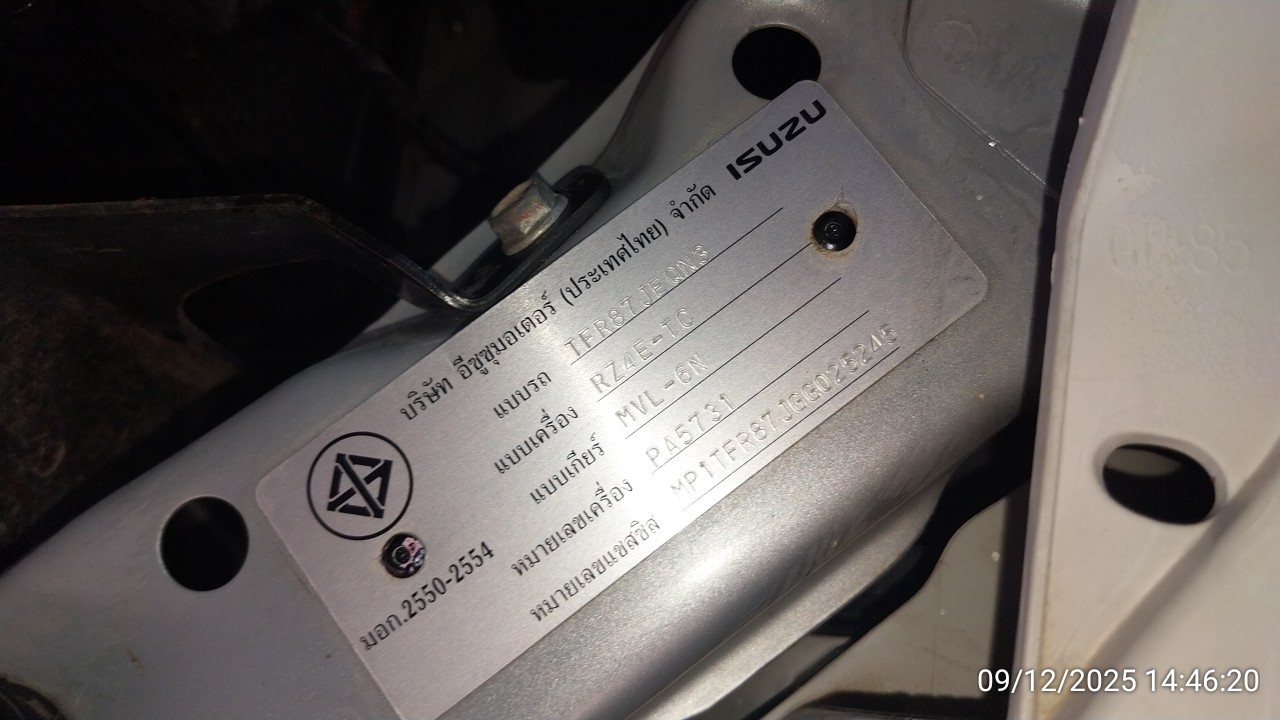 ISUZU
บริษัท อีซูซุมอเตอร์ (ประเทศไทย) จำกัด
แบบรถ TFR87JEQN3
แบบเครื่อง RZ4E-TC
แบบเกียร์ MVL-6N
หมายเลขเครื่อง PA5731
หมายเลขแชสซีส MP1TFR87JGG025245
มอก.2550-2554
09/12/2025 14:46:20